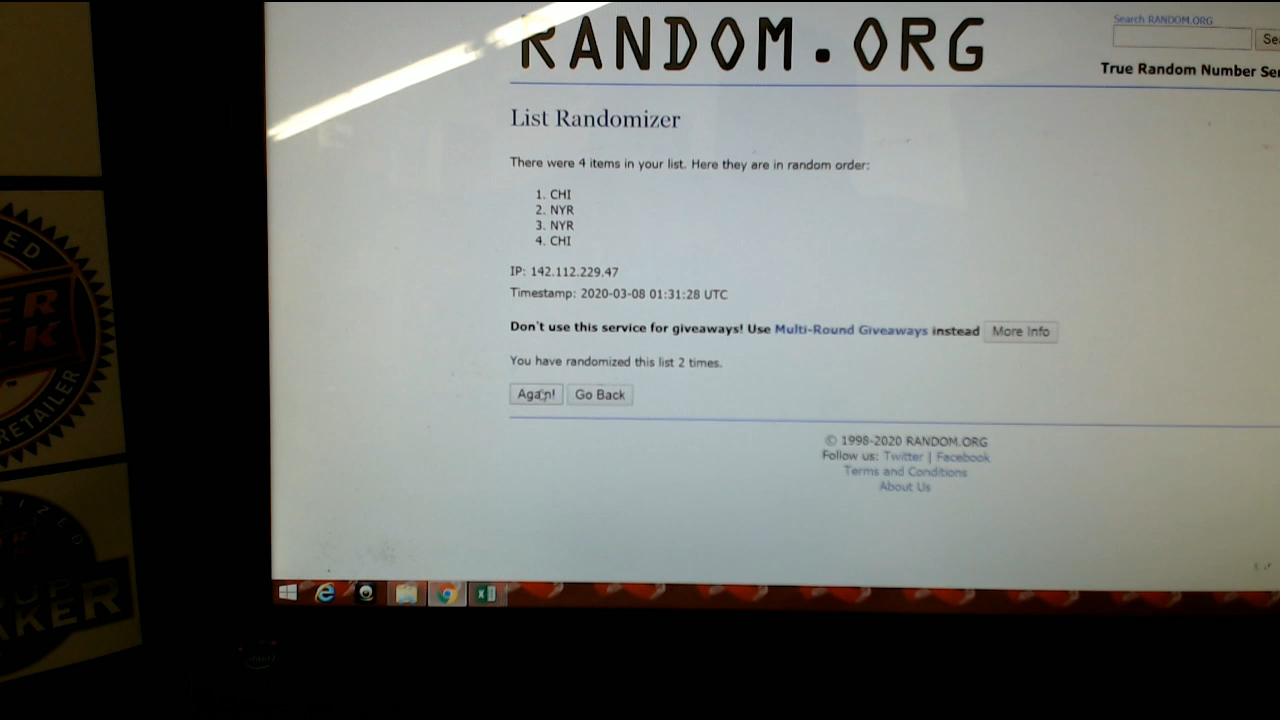 RANDOM.ORG
Search RANDOM.ORG
True Random Number
List Randomizer
There were 4 items in your list. Here they are in random order:
1. CHI
2. NYR
3. NYR
4. CHI
IP: 142.112.229.47
Timestamp: 2020-03-08 01:31:28 UTC
Don't use this service for giveaways! Use Multi-Round Giveaways instead More Info
You have randomized this list 2 times.
Again! Go Back
© 1998-2020 RANDOM.ORG
Follow us: Twitter | Facebook
Terms and Conditions
About Us
RETAILER